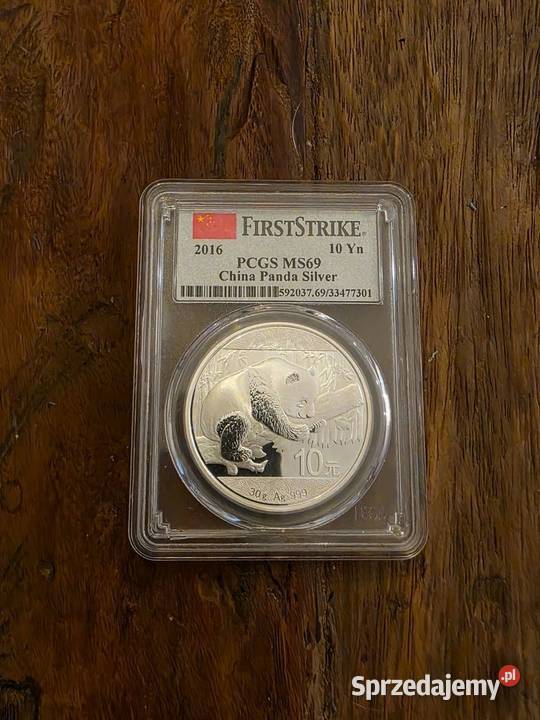 FIRSTSTRIKE®
2016 10 Yn
PCGS MS69
China Panda Silver
592037.69/33477301
10元
30g Ag .999
Sprzedajemy.pl